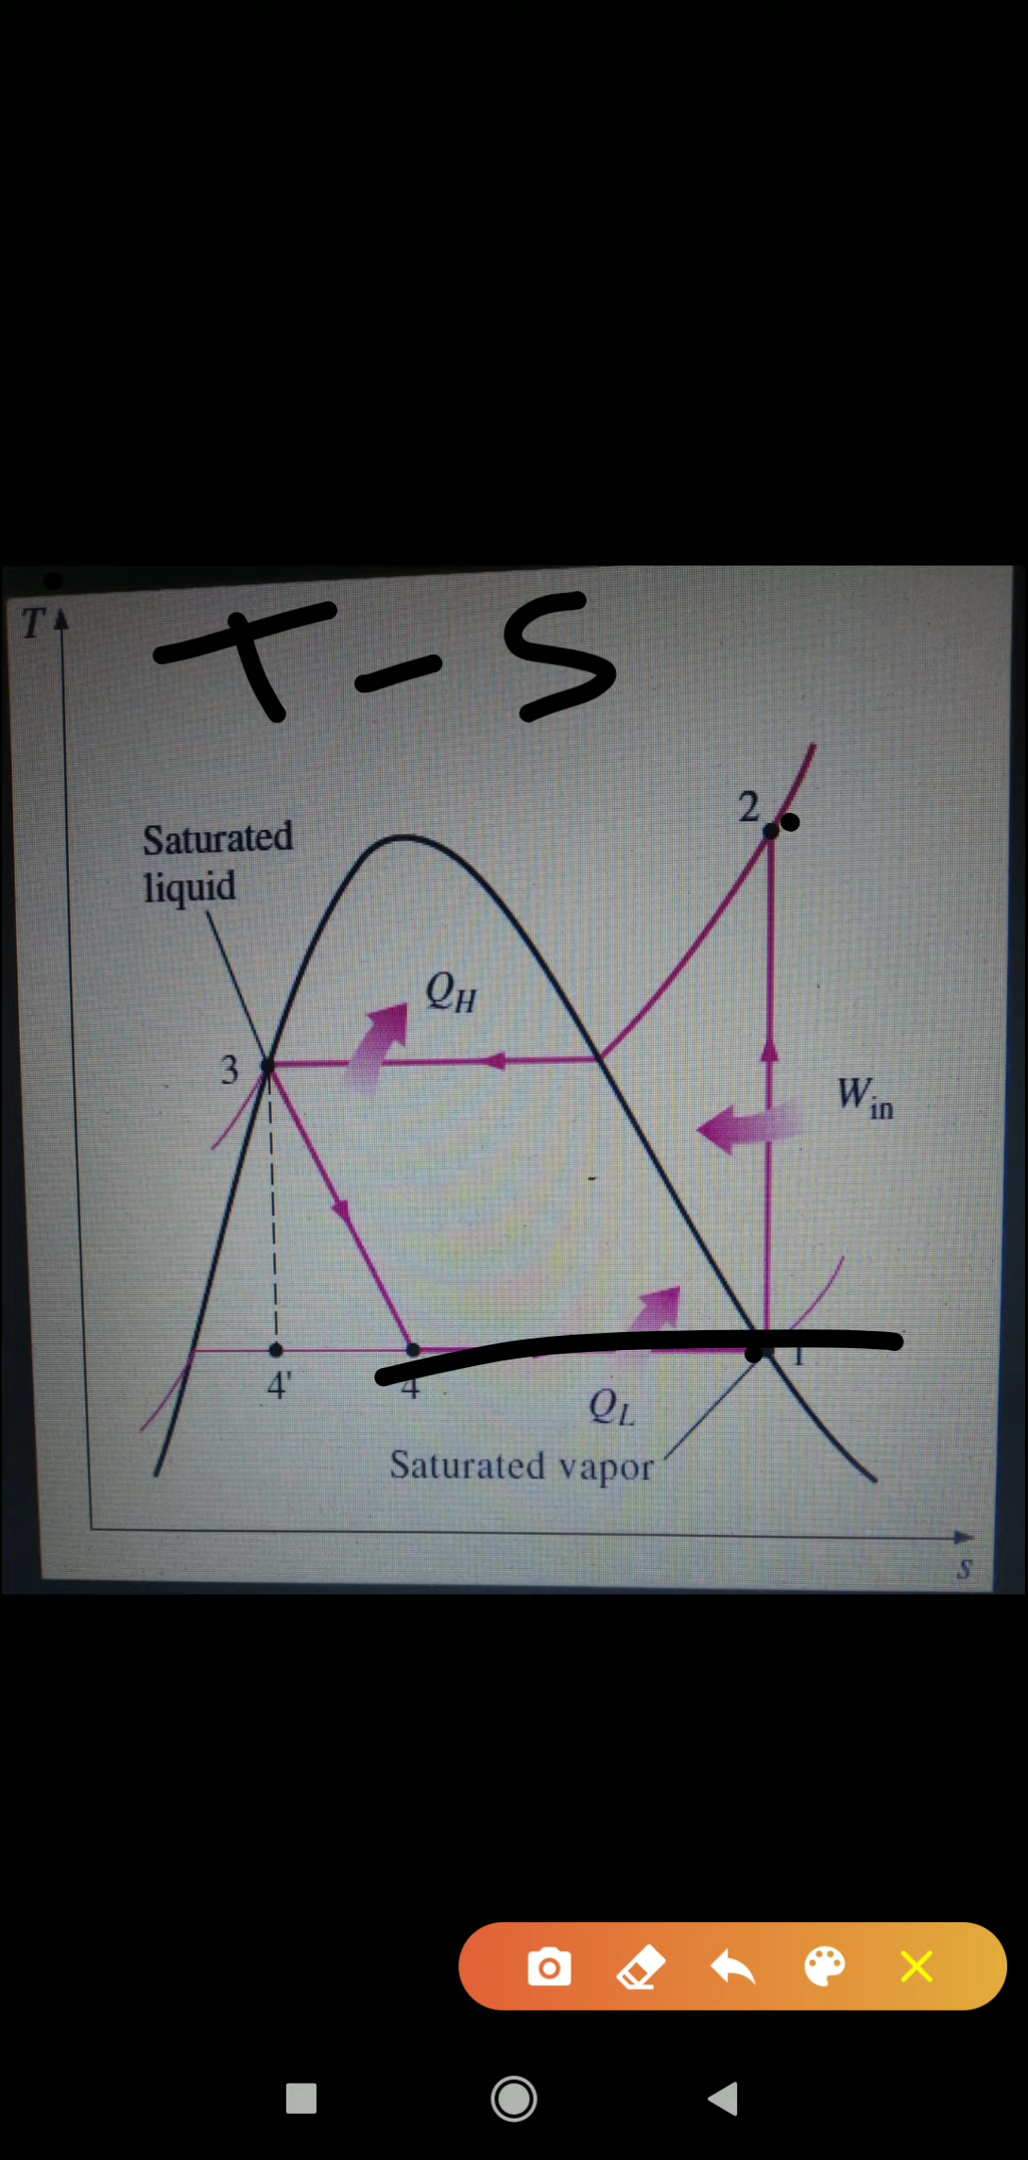 T
T-S
2
Saturated
liquid
Q_H
3
W_in
1
4'
4
Q_L
Saturated vapor
s